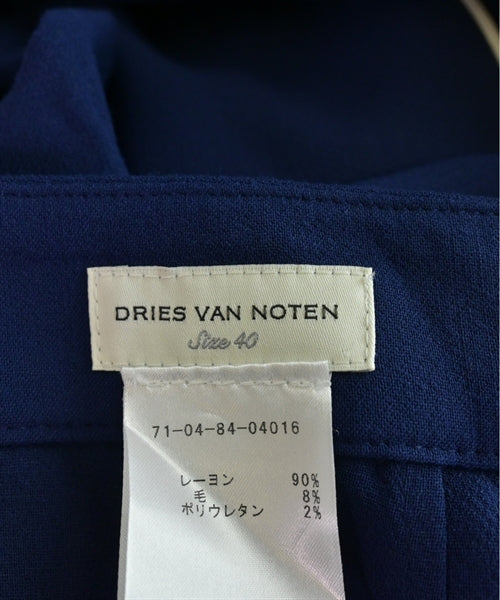 DRIES VAN NOTEN
Size 40
71-04-84-04016
レーヨン 90%
毛 8%
ポリウレタン 2%